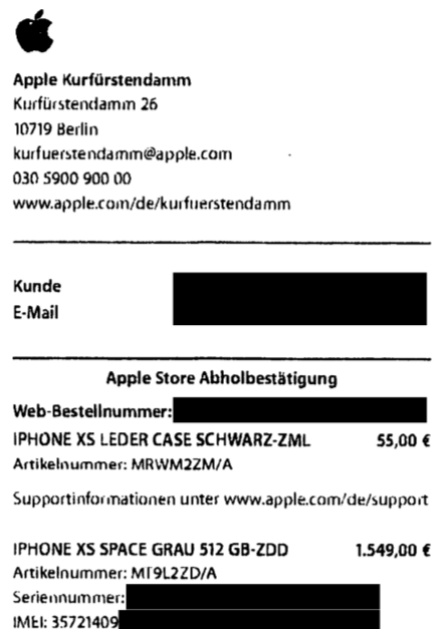 Apple Kurfürstendamm
Kurfürstendamm 26
10719 Berlin
kurfuerstendamm@apple.com
030 5900 900 00
www.apple.com/de/kurfuerstendamm
Kunde
E-Mail
Apple Store Abholbestätigung
Web-Bestellnummer:
IPHONE XS LEDER CASE SCHWARZ-ZML 55,00 €
Artikelnummer: MRWM2ZM/A
Supportinformationen unter www.apple.com/de/support
IPHONE XS SPACE GRAU 512 GB-ZDD 1.549,00 €
Artikelnummer: MT9L2ZD/A
Seriennummer:
IMEI: 35721409